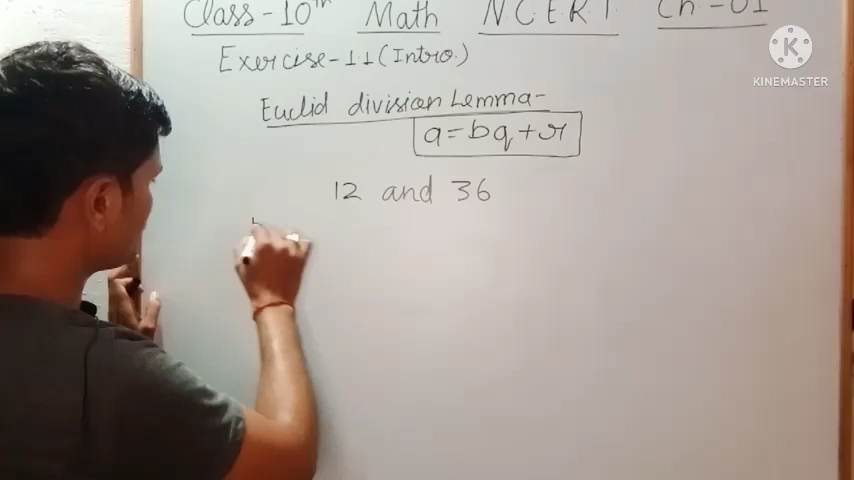 Class-10th Math N.C.E.R.T. Ch-01
Exercise-1.1 (Intro.)
KINEMASTER
Euclid division Lemma-
a=bq+r
12 and 36